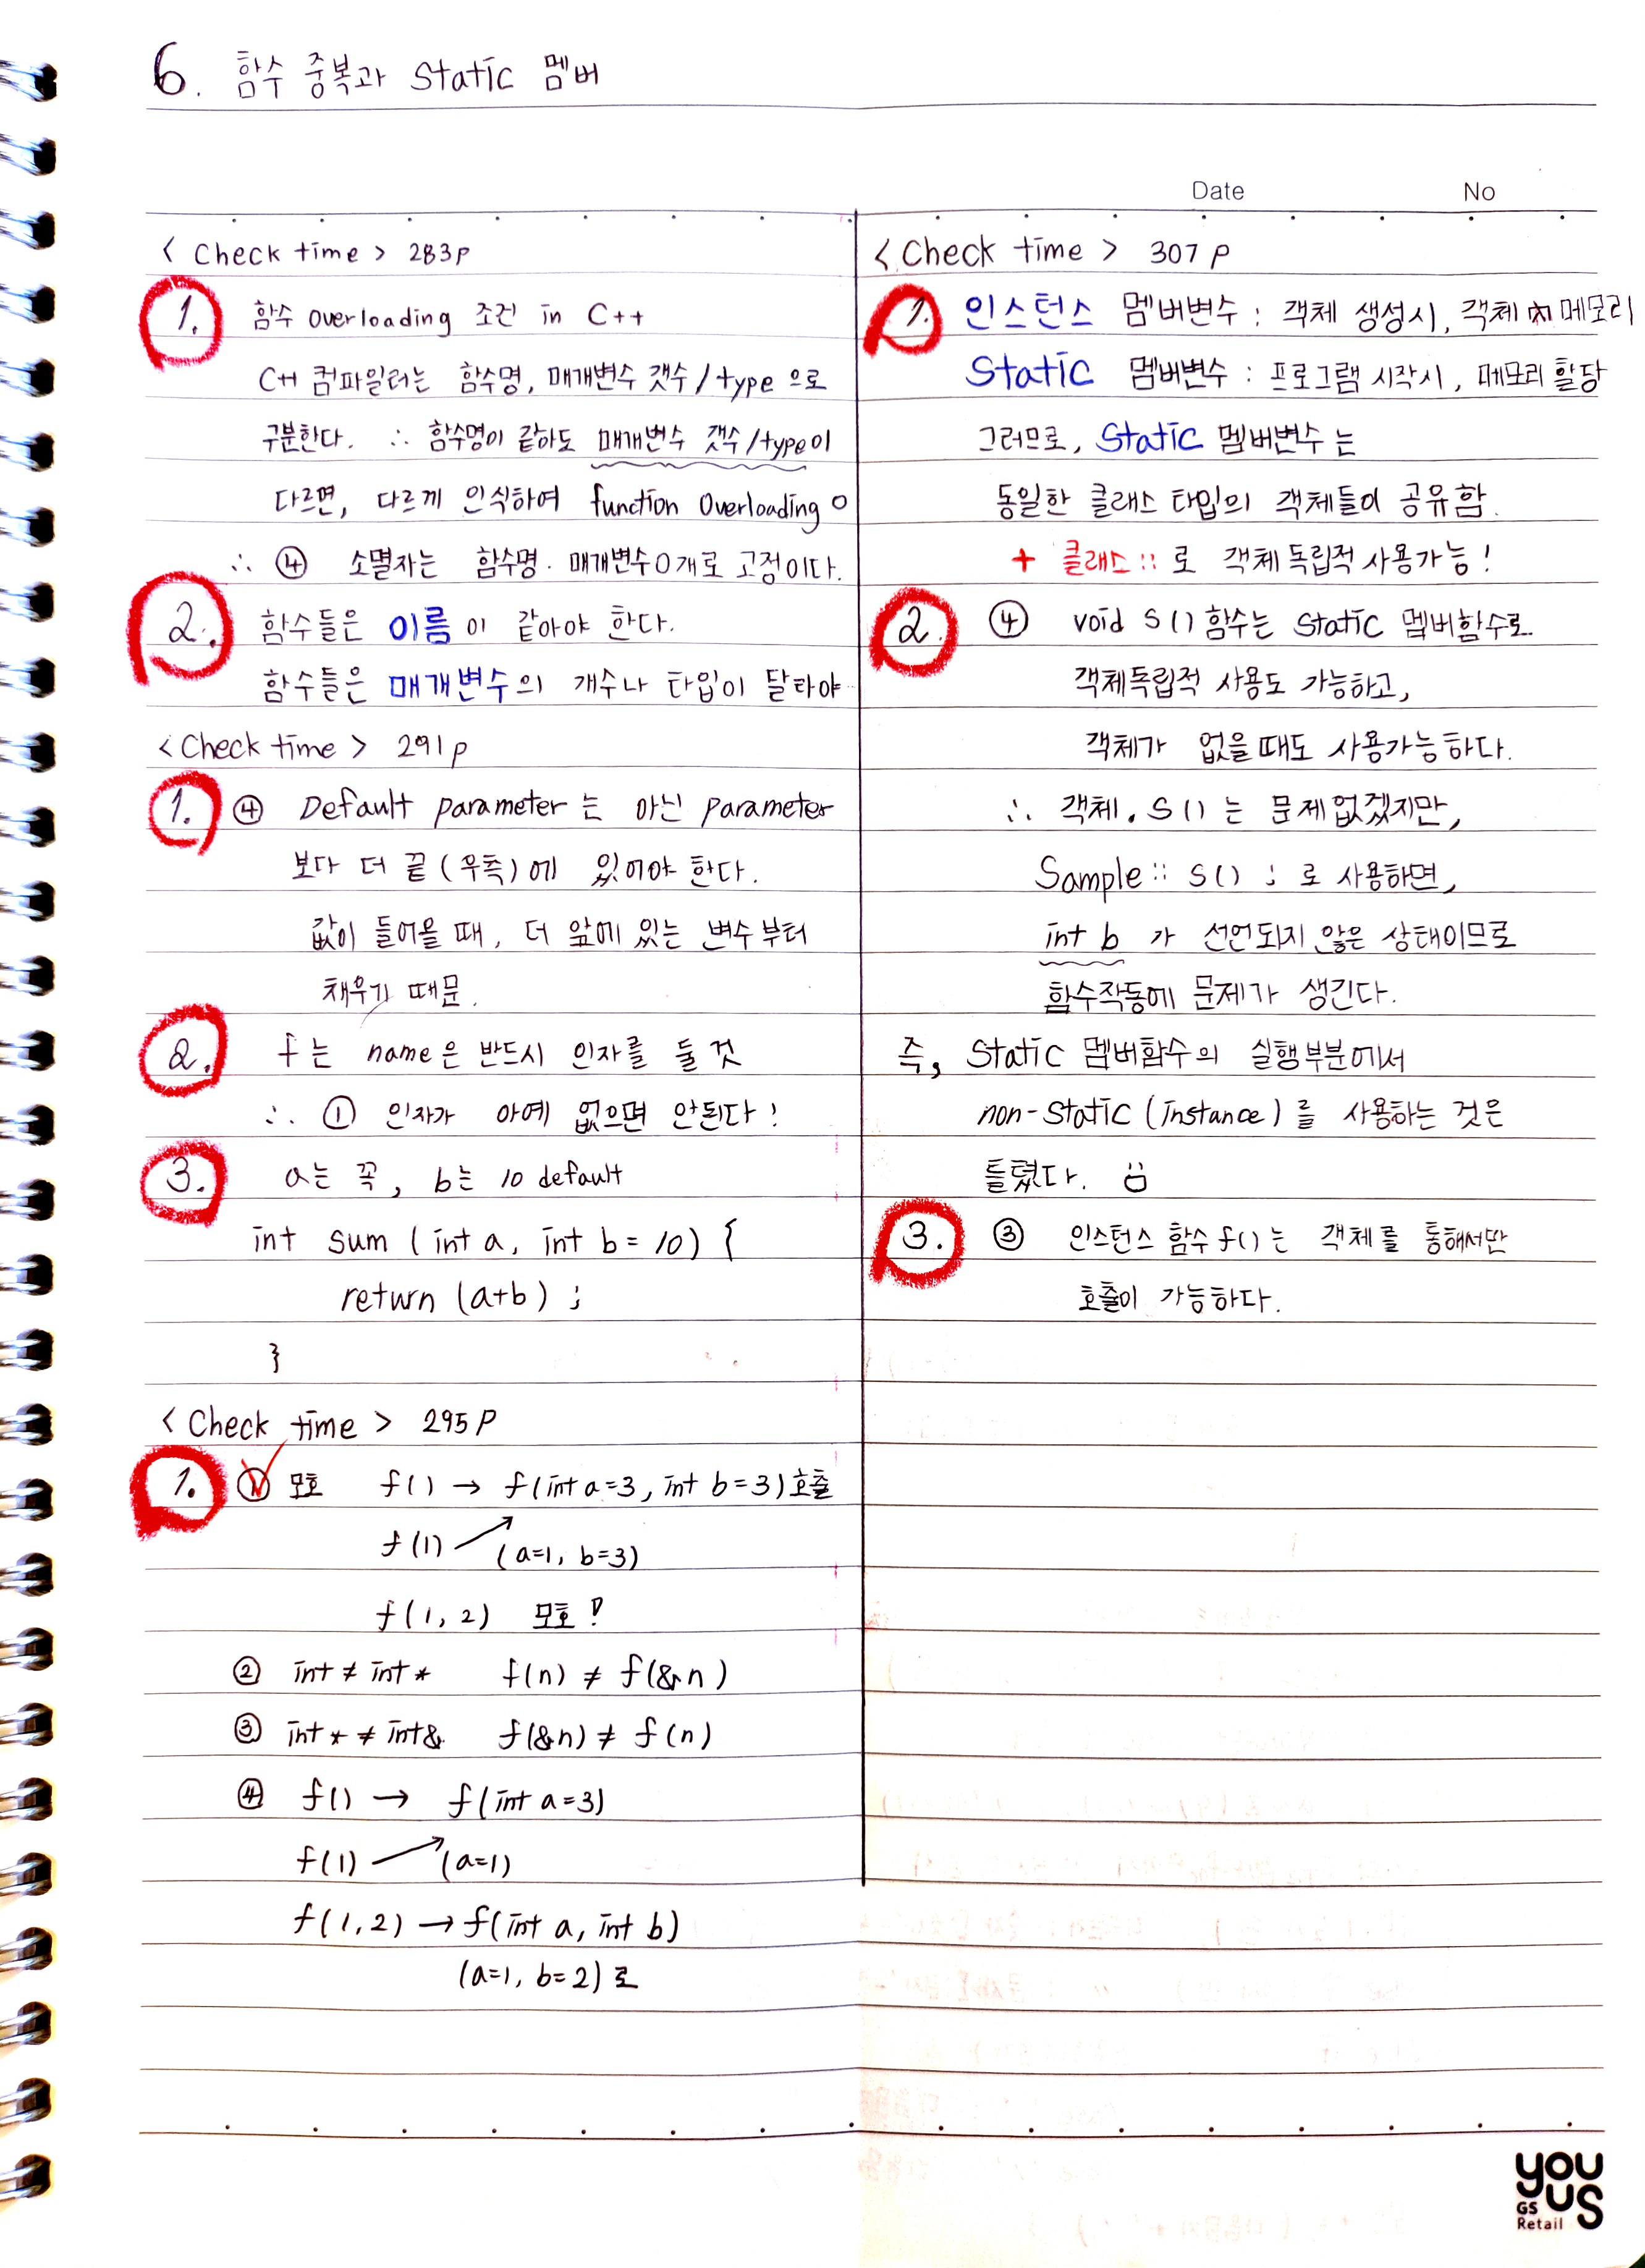 6. 함수 중복과 static 멤버
Date No
< Check time > 283p
1. 함수 overloading 조건 in C++
C++ 컴파일러는 함수명, 매개변수 갯수/type으로
구분한다. ∴ 함수명이 같아도 매개변수 갯수/type이
다르면, 다르게 인식하여 function overloading O
∴ ④ 소멸자는 함수명·매개변수0개로 고정이다.
2. 함수들은 이름이 같아야 한다.
함수들은 매개변수의 개수나 타입이 달라야
< Check time > 291p
1. ④ Default parameter는 아닌 parameter
보다 더 끝(우측)에 있어야 한다.
값이 들어올 때, 더 앞에 있는 변수부터
채우기 때문.
2. f는 name은 반드시 인자를 둘 것
∴ ① 인자가 아예 없으면 안된다!
3. a는 꼭, b는 10 default
int sum (int a, int b = 10) {
return (a+b) ;
}
< Check time > 295P
1. ① 모호 f() → f(int a=3, int b=3)호출
f(1) ↗ (a=1, b=3)
f(1,2) 모호!
② int ≠ int * f(n) ≠ f(&n)
③ int * ≠ int& f(&n) ≠ f(n)
④ f() → f(int a=3)
f(1) ↗ (a=1)
f(1,2) → f(int a, int b)
(a=1, b=2)로
< Check time > 307 p
1. 인스턴스 멤버변수 : 객체 생성시, 객체 內 메모리
Static 멤버변수 : 프로그램 시작시, 메모리 할당
그러므로, Static 멤버변수는
동일한 클래스 타입의 객체들이 공유함.
+ 클래스::로 객체독립적 사용가능!
2. ④ void s()함수는 static 멤버함수로
객체독립적 사용도 가능하고,
객체가 없을때도 사용가능하다.
∴ 객체.s()는 문제없겠지만,
Sample::s() ; 로 사용하면,
int b 가 선언되지 않은 상태이므로
함수작동에 문제가 생긴다.
즉, static 멤버함수의 실행부분에서
non-static(instance)를 사용하는 것은
틀렸다.
3. ③ 인스턴스 함수 f()는 객체를 통해서만
호출이 가능하다.
you
us
GS
Retail